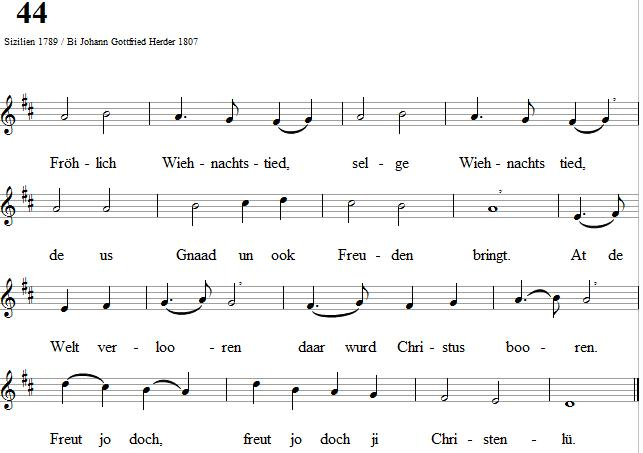 44
Sizilien 1789 / Bi Johann Gottfried Herder 1807
Fröh - lich Wieh - nachts - tied, sel - ge Wieh - nachts tied,
de us Gnaad un ook Freu - den bringt. At de
Welt ver - loo - ren daar wurd Chri - stus boo - ren.
Freut jo doch, freut jo doch ji Chri - sten - lü.